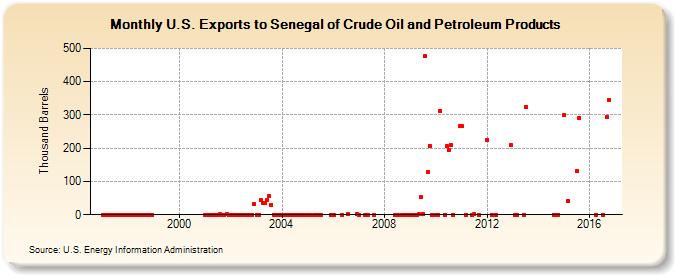 Monthly U.S. Exports to Senegal of Crude Oil and Petroleum Products
Thousand Barrels
500
400
300
200
100
0
2000 2004 2008 2012 2016
Source: U.S. Energy Information Administration